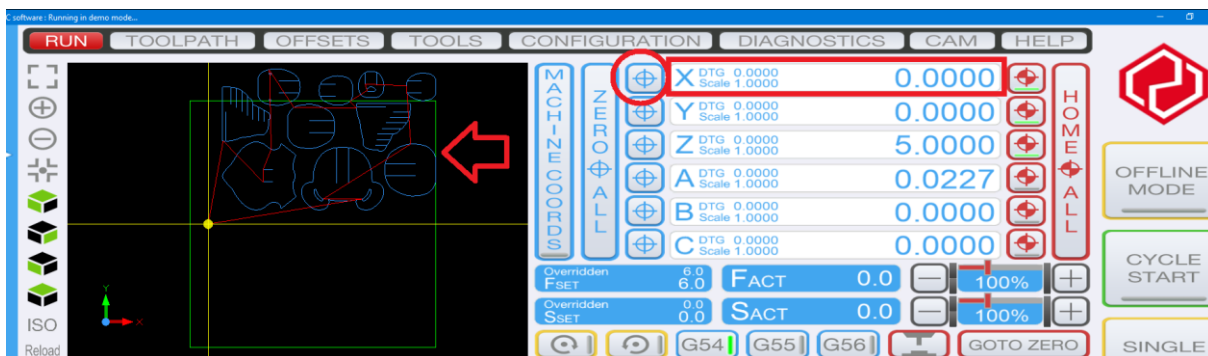 C software : Running in demo mode...
RUN TOOLPATH OFFSETS TOOLS CONFIGURATION DIAGNOSTICS CAM HELP
MACHINE COORDS
ZERO ALL
X DTG 0.0000 Scale 1.0000 0.0000
Y DTG 0.0000 Scale 1.0000 0.0000
Z DTG 0.0000 Scale 1.0000 5.0000
A DTG 0.0000 Scale 1.0000 0.0227
B DTG 0.0000 Scale 1.0000 0.0000
C DTG 0.0000 Scale 1.0000 0.0000
HOME ALL
OFFLINE
MODE
CYCLE
START
Overridden 6.0
FSET 6.0
FACT 0.0
100%
Overridden 0.0
SSET 0.0
SACT 0.0
100%
Y
X
ISO
Reload
G54 G55 G56 GOTO ZERO
SINGLE